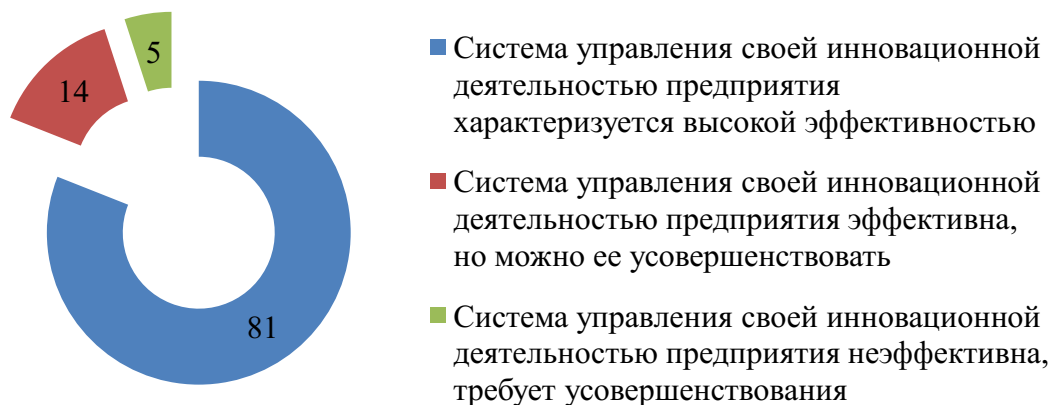 5
14
81
Система управления своей инновационной
деятельностью предприятия
характеризуется высокой эффективностью
Система управления своей инновационной
деятельностью предприятия эффективна,
но можно ее усовершенствовать
Система управления своей инновационной
деятельностью предприятия неэффективна,
требует усовершенствования